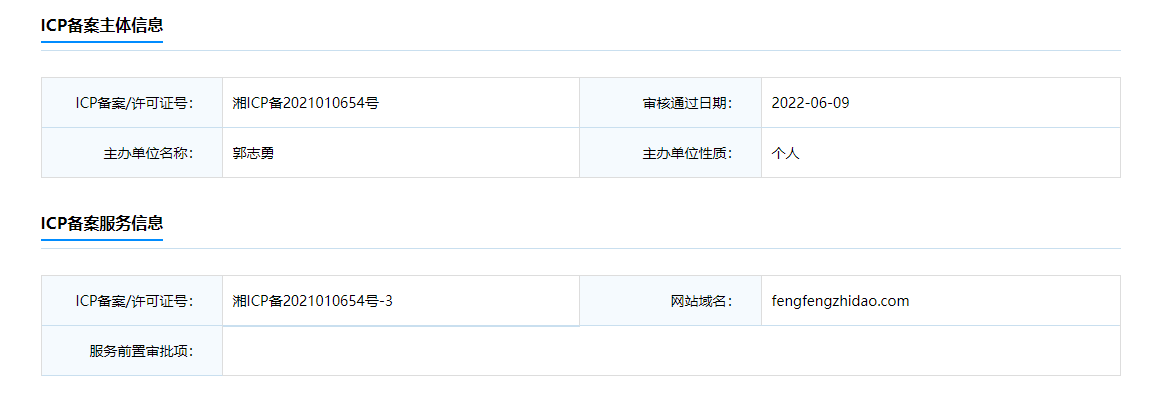 ICP备案主体信息
ICP备案/许可证号： 湘ICP备2021010654号 审核通过日期： 2022-06-09
主办单位名称： 郭志勇 主办单位性质： 个人
ICP备案服务信息
ICP备案/许可证号： 湘ICP备2021010654号-3 网站域名： fengfengzhidao.com
服务前置审批项：